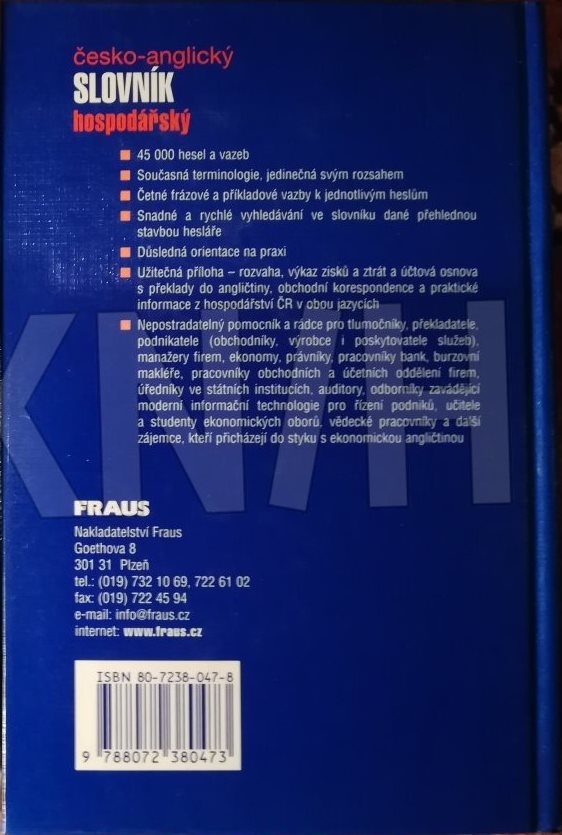 česko-anglický
SLOVNÍK
hospodářský
45 000 hesel a vazeb
Současná terminologie, jedinečná svým rozsahem
Četné frázové a příkladové vazby k jednotlivým heslům
Snadné a rychlé vyhledávání ve slovníku dané přehlednou
stavbou hesláře
Důsledná orientace na praxi
Užitečná příloha – rozvaha, výkaz zisků a ztrát a účtová osnova
s překlady do angličtiny, obchodní korespondence a praktické
informace z hospodářství ČR v obou jazycích
Nepostradatelný pomocník a rádce pro tlumočníky, překladatele,
podnikatele (obchodníky, výrobce i poskytovatele služeb),
manažery firem, ekonomy, právníky, pracovníky bank, burzovní
makléře, pracovníky obchodních a účetních oddělení firem,
úředníky ve státních institucích, auditory, odborníky zavádějící
moderní informační technologie pro řízení podniků, učitele
a studenty ekonomických oborů, vědecké pracovníky a další
zájemce, kteří přicházejí do styku s ekonomickou angličtinou
FRAUS
Nakladatelství Fraus
Goethova 8
301 31 Plzeň
tel.: (019) 732 10 69, 722 61 02
fax: (019) 722 45 94
e-mail: info@fraus.cz
internet: www.fraus.cz
ISBN 80-7238-047-8
9 788072 380473